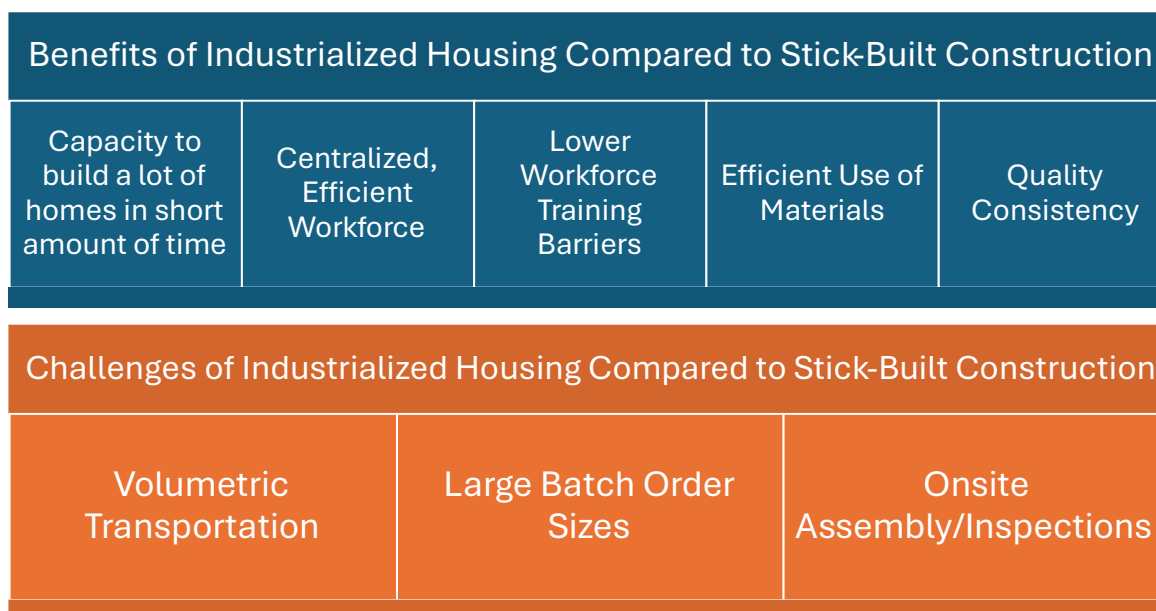 Benefits of Industrialized Housing Compared to Stick-Built Construction
Capacity to
build a lot of
homes in short
amount of time
Centralized,
Efficient
Workforce
Lower
Workforce
Training
Barriers
Efficient Use of
Materials
Quality
Consistency
Challenges of Industrialized Housing Compared to Stick-Built Construction
Volumetric
Transportation
Large Batch Order
Sizes
Onsite
Assembly/Inspections